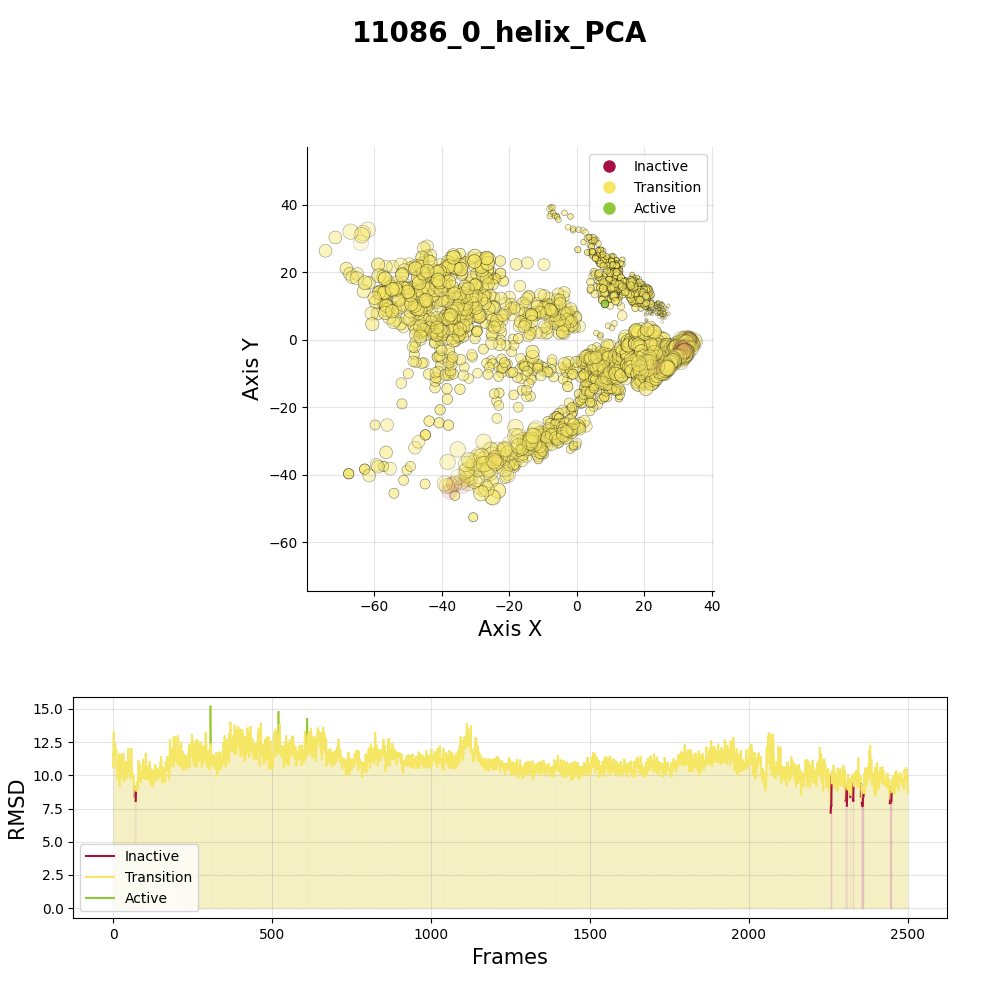 11086_0_helix_PCA
Inactive
Transition
Active
40
20
0
−20
−40
−60
Axis Y
−60 −40 −20 0 20 40
Axis X
15.0
12.5
10.0
7.5
5.0
2.5
0.0
RMSD
Inactive
Transition
Active
0 500 1000 1500 2000 2500
Frames